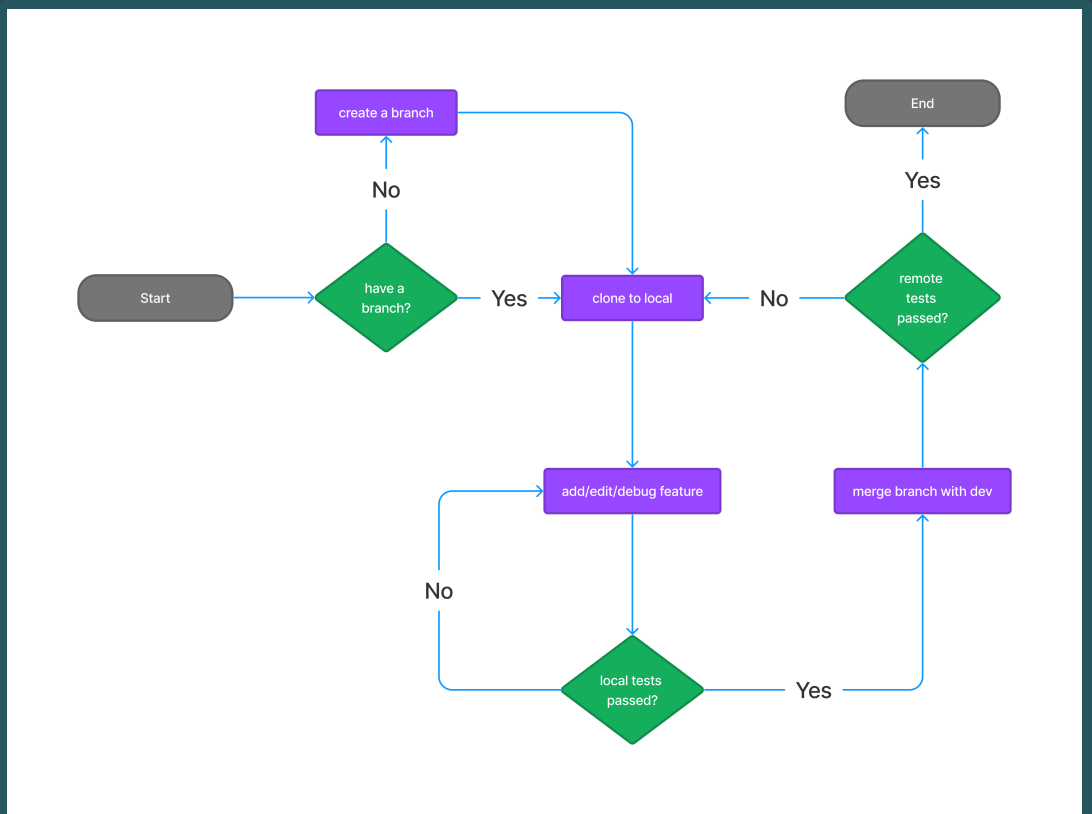 create a branch
End
No
Yes
Start
have a
branch?
Yes
clone to local
No
remote
tests
passed?
add/edit/debug feature
merge branch with dev
No
local tests
passed?
Yes